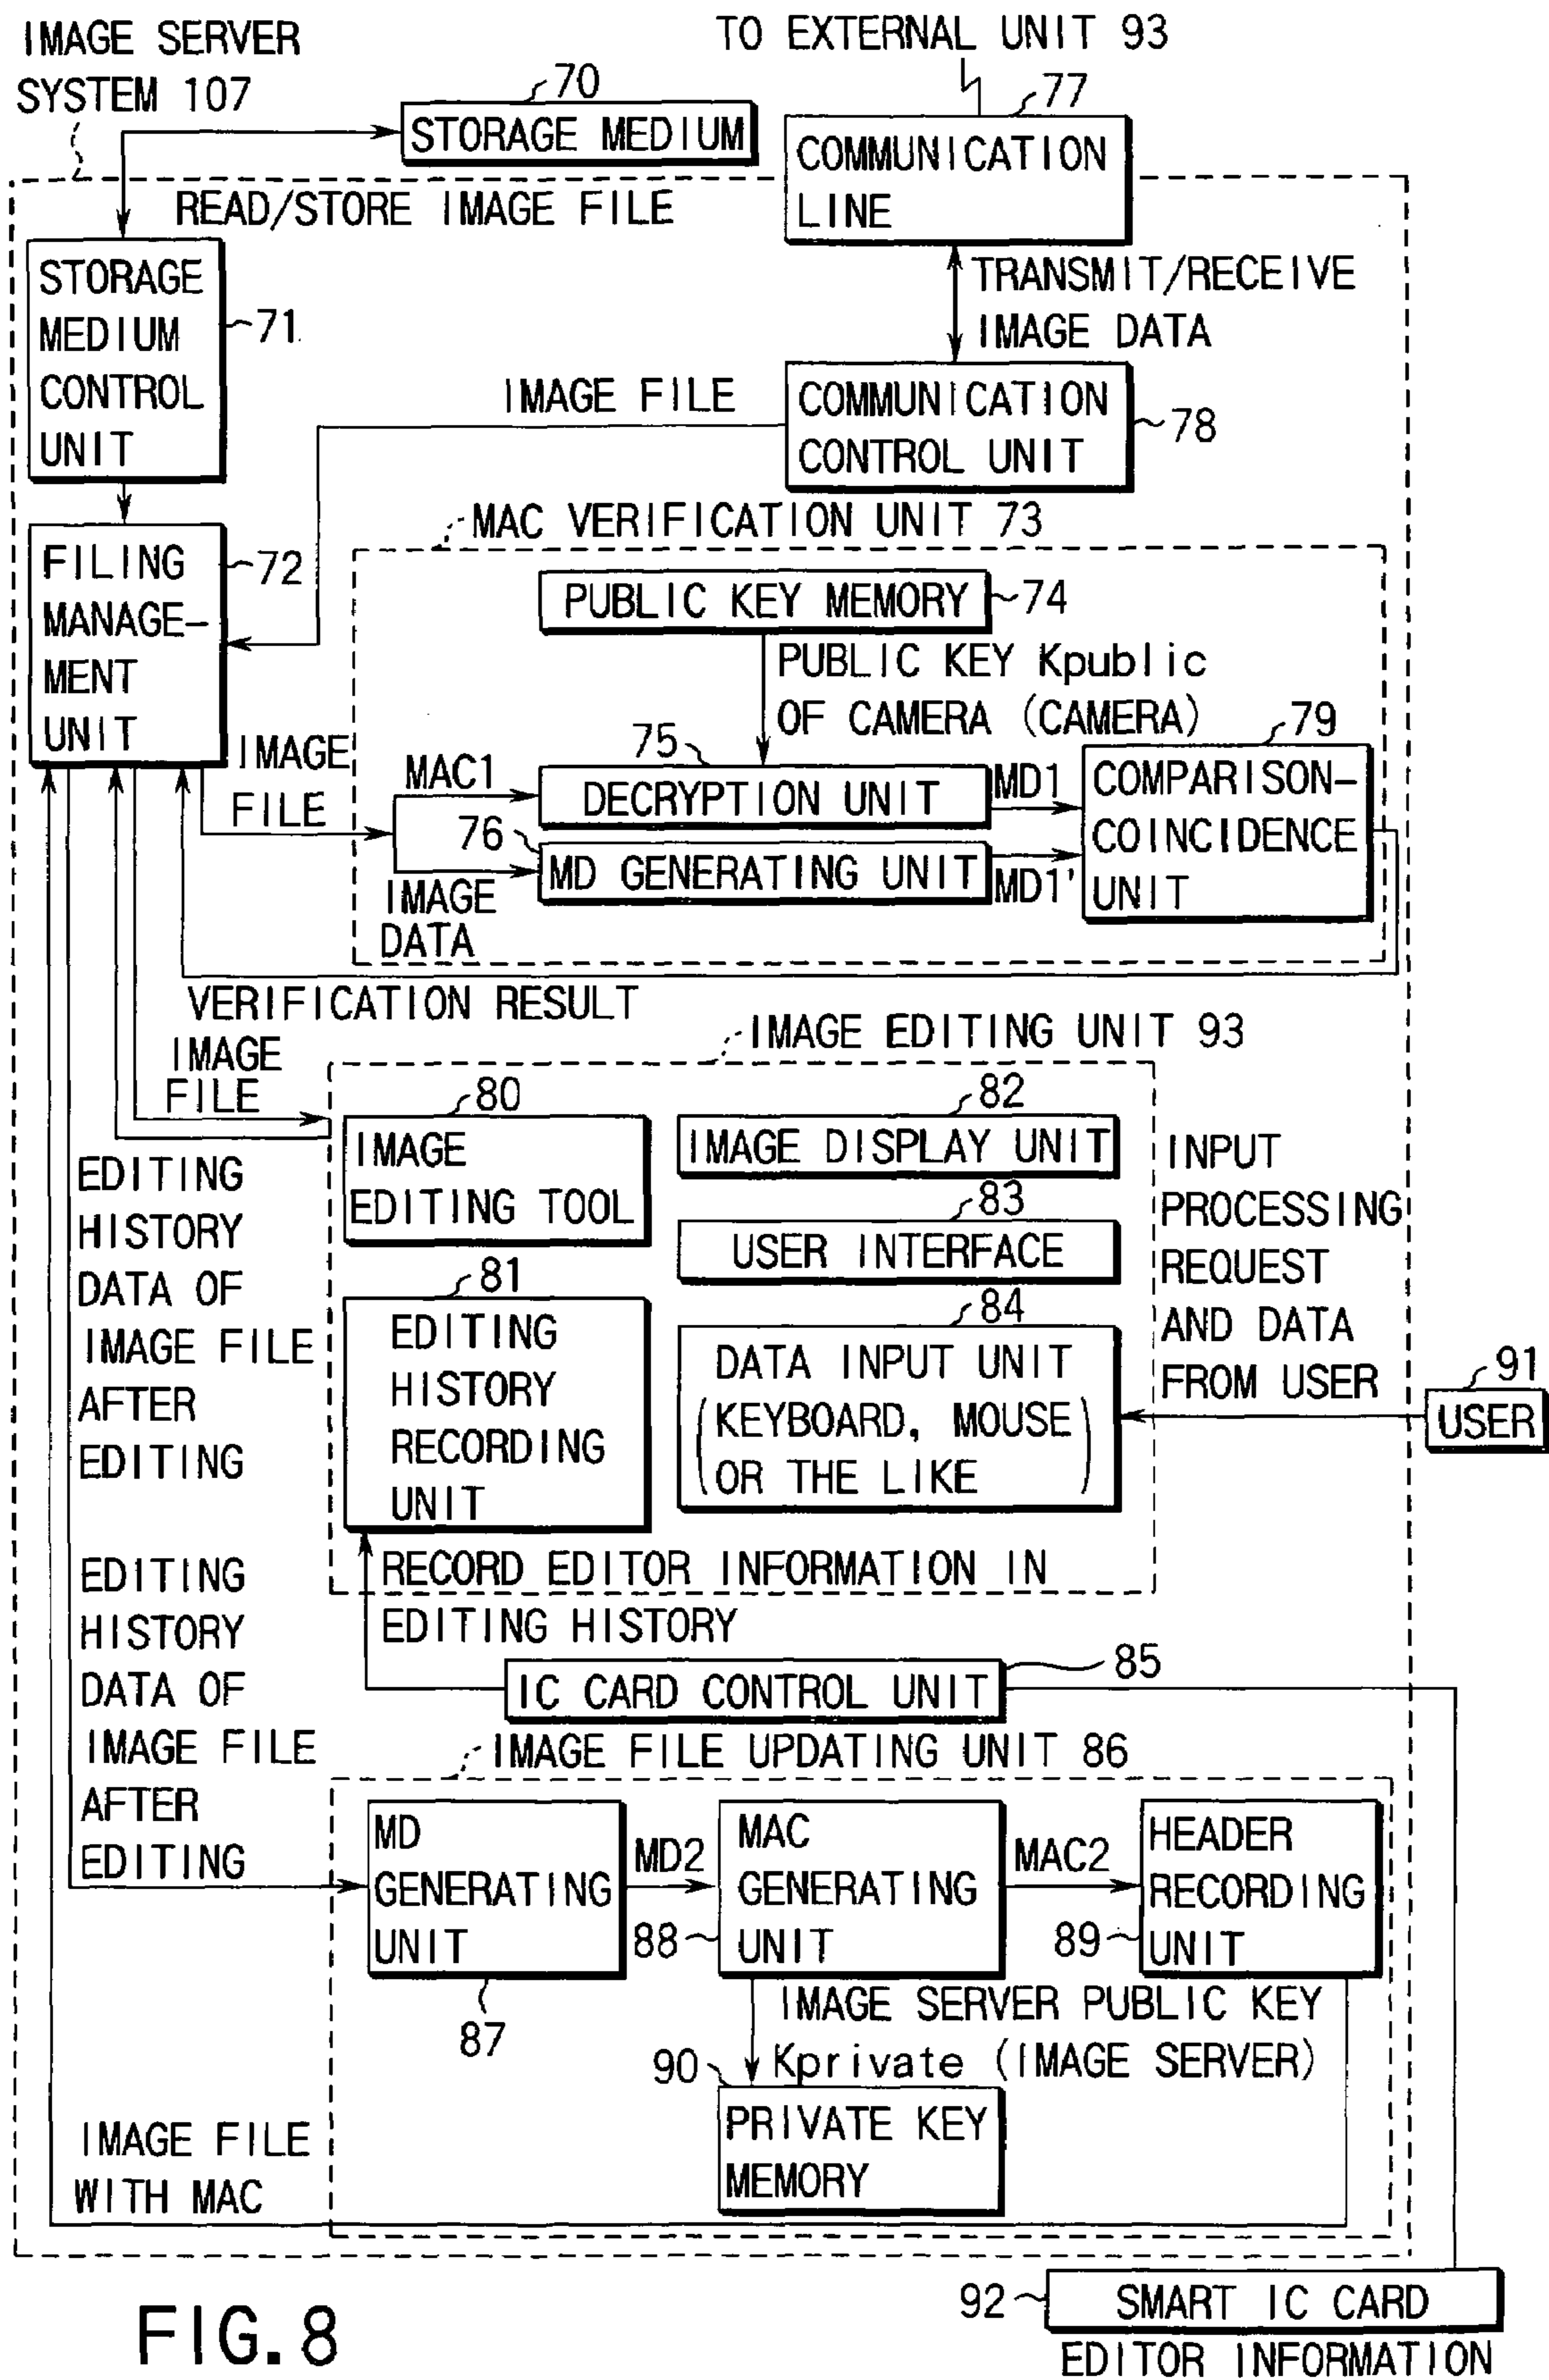 IMAGE SERVER
SYSTEM 107
TO EXTERNAL UNIT 93
70
STORAGE MEDIUM
77
COMMUNICATION
LINE
READ/STORE IMAGE FILE
STORAGE
MEDIUM
CONTROL
UNIT
71
TRANSMIT/RECEIVE
IMAGE DATA
IMAGE FILE
COMMUNICATION
CONTROL UNIT
78
MAC VERIFICATION UNIT 73
FILING
MANAGE-
MENT
UNIT
72
PUBLIC KEY MEMORY
74
PUBLIC KEY Kpublic
OF CAMERA (CAMERA)
IMAGE
FILE
MAC1
75
DECRYPTION UNIT
MD1
79
COMPARISON-
COINCIDENCE
UNIT
76
MD GENERATING UNIT
MD1'
IMAGE
DATA
VERIFICATION RESULT
IMAGE
FILE
IMAGE EDITING UNIT 93
80
IMAGE
EDITING TOOL
82
IMAGE DISPLAY UNIT
83
USER INTERFACE
81
EDITING
HISTORY
RECORDING
UNIT
84
DATA INPUT UNIT
(KEYBOARD, MOUSE
OR THE LIKE)
INPUT
PROCESSING
REQUEST
AND DATA
FROM USER
91
USER
EDITING
HISTORY
DATA OF
IMAGE FILE
AFTER
EDITING
RECORD EDITOR INFORMATION IN
EDITING HISTORY
IC CARD CONTROL UNIT
85
EDITING
HISTORY
DATA OF
IMAGE FILE
AFTER
EDITING
IMAGE FILE UPDATING UNIT 86
MD
GENERATING
UNIT
87
MD2
MAC
GENERATING
UNIT
88
MAC2
HEADER
RECORDING
UNIT
89
IMAGE SERVER PUBLIC KEY
Kprivate (IMAGE SERVER)
90
PRIVATE KEY
MEMORY
IMAGE FILE
WITH MAC
92
SMART IC CARD
EDITOR INFORMATION
FIG. 8